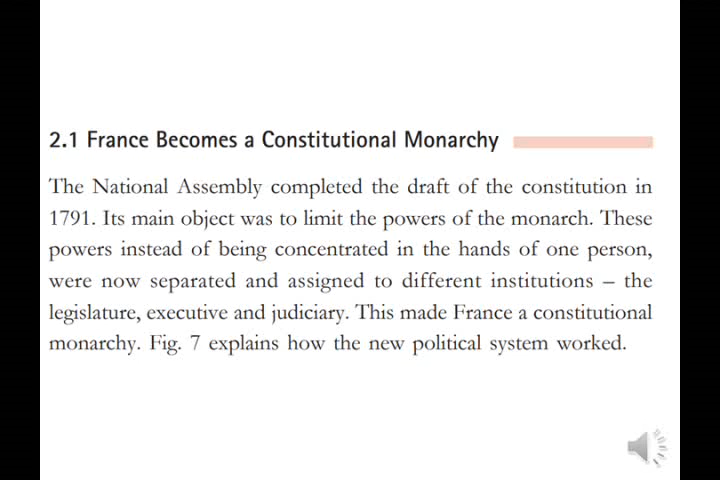 2.1 France Becomes a Constitutional Monarchy
The National Assembly completed the draft of the constitution in
1791. Its main object was to limit the powers of the monarch. These
powers instead of being concentrated in the hands of one person,
were now separated and assigned to different institutions – the
legislature, executive and judiciary. This made France a constitutional
monarchy. Fig. 7 explains how the new political system worked.